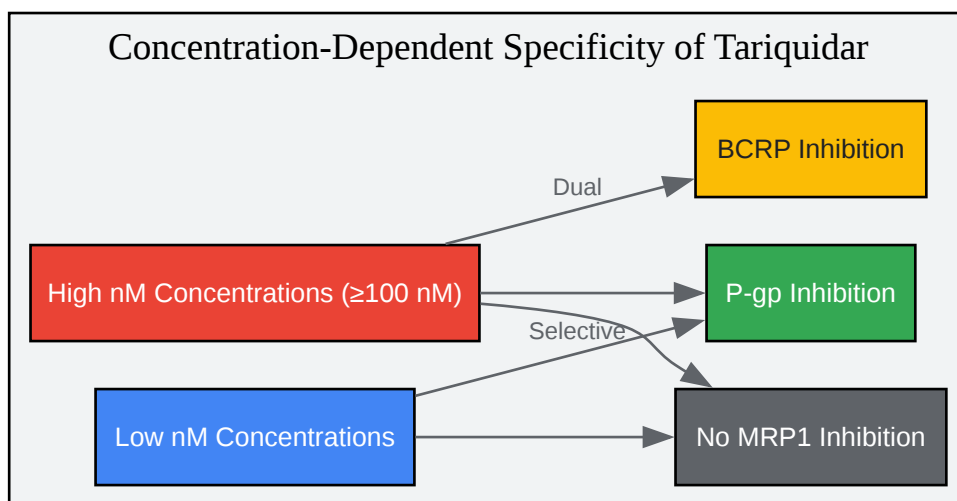 Concentration-Dependent Specificity of Tariquidar
BCRP Inhibition
Dual
High nM Concentrations (≥100 nM)
P-gp Inhibition
Selective
Low nM Concentrations
No MRP1 Inhibition